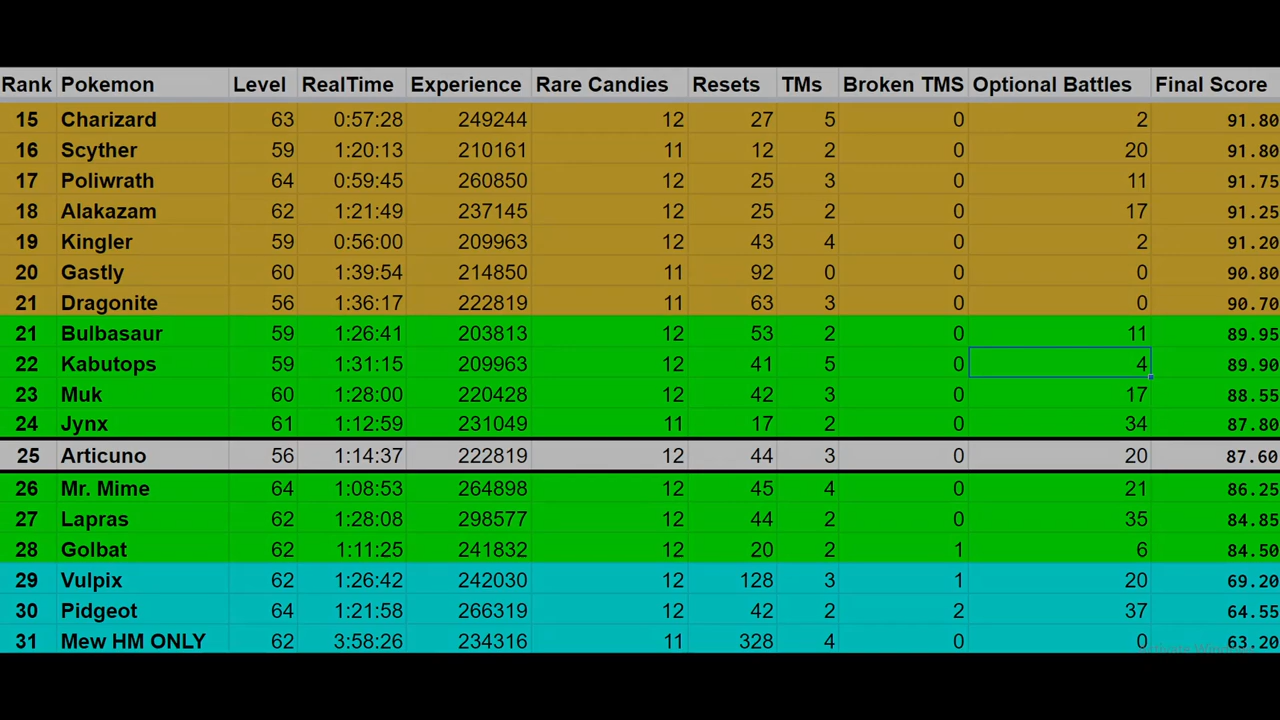 Rank Pokemon Level RealTime Experience Rare Candies Resets TMs Broken TMS Optional Battles Final Score
15 Charizard 63 0:57:28 249244 12 27 5 0 2 91.80
16 Scyther 59 1:20:13 210161 11 12 2 0 20 91.80
17 Poliwrath 64 0:59:45 260850 12 25 3 0 11 91.75
18 Alakazam 62 1:21:49 237145 12 25 2 0 17 91.25
19 Kingler 59 0:56:00 209963 12 43 4 0 2 91.20
20 Gastly 60 1:39:54 214850 11 92 0 0 0 90.80
21 Dragonite 56 1:36:17 222819 11 63 3 0 0 90.70
21 Bulbasaur 59 1:26:41 203813 12 53 2 0 11 89.95
22 Kabutops 59 1:31:15 209963 12 41 5 0 4 89.90
23 Muk 60 1:28:00 220428 12 42 3 0 17 88.55
24 Jynx 61 1:12:59 231049 11 17 2 0 34 87.80
25 Articuno 56 1:14:37 222819 12 44 3 0 20 87.60
26 Mr. Mime 64 1:08:53 264898 12 45 4 0 21 86.25
27 Lapras 62 1:28:08 298577 12 44 2 0 35 84.85
28 Golbat 62 1:11:25 241832 12 20 2 1 6 84.50
29 Vulpix 62 1:26:42 242030 12 128 3 1 20 69.20
30 Pidgeot 64 1:21:58 266319 12 42 2 2 37 64.55
31 Mew HM ONLY 62 3:58:26 234316 11 328 4 0 0 63.20